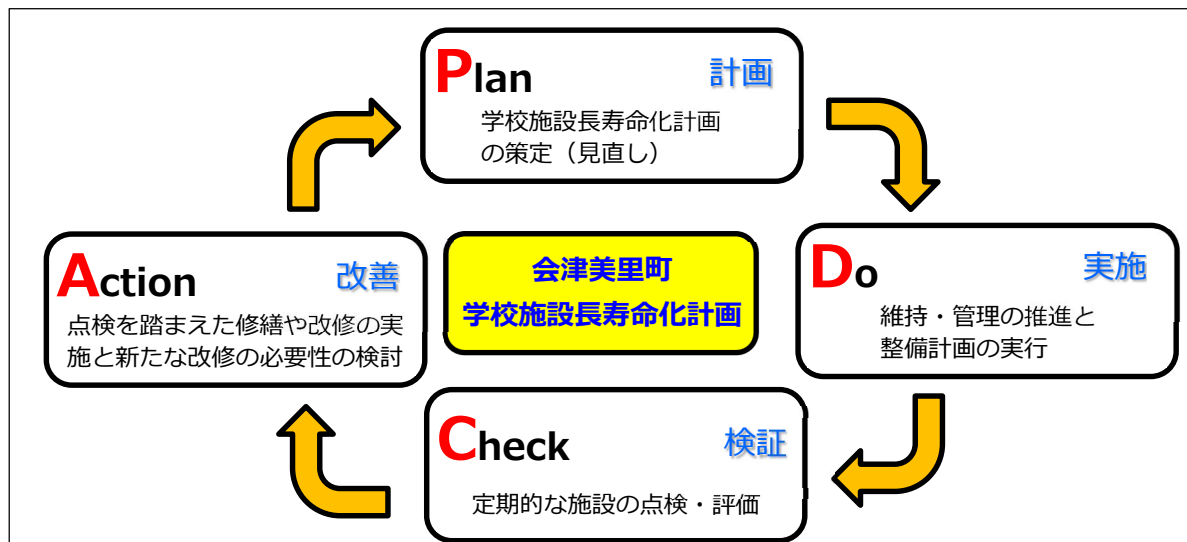 Plan 計画
学校施設長寿命化計画
の策定（見直し）
Action 改善
点検を踏まえた修繕や改修の実
施と新たな改修の必要性の検討
会津美里町
学校施設長寿命化計画
Do 実施
維持・管理の推進と
整備計画の実行
Check 検証
定期的な施設の点検・評価